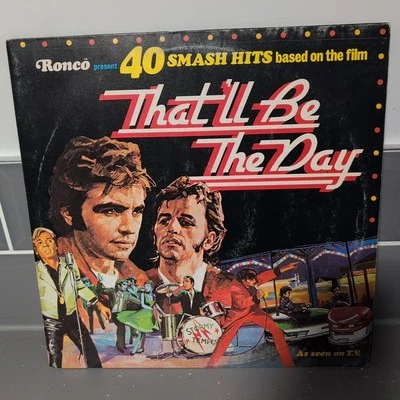 Ronco present 40 SMASH HITS based on the film
That'll Be
The Day
STORMY
TEMPEST
As seen on T.V.